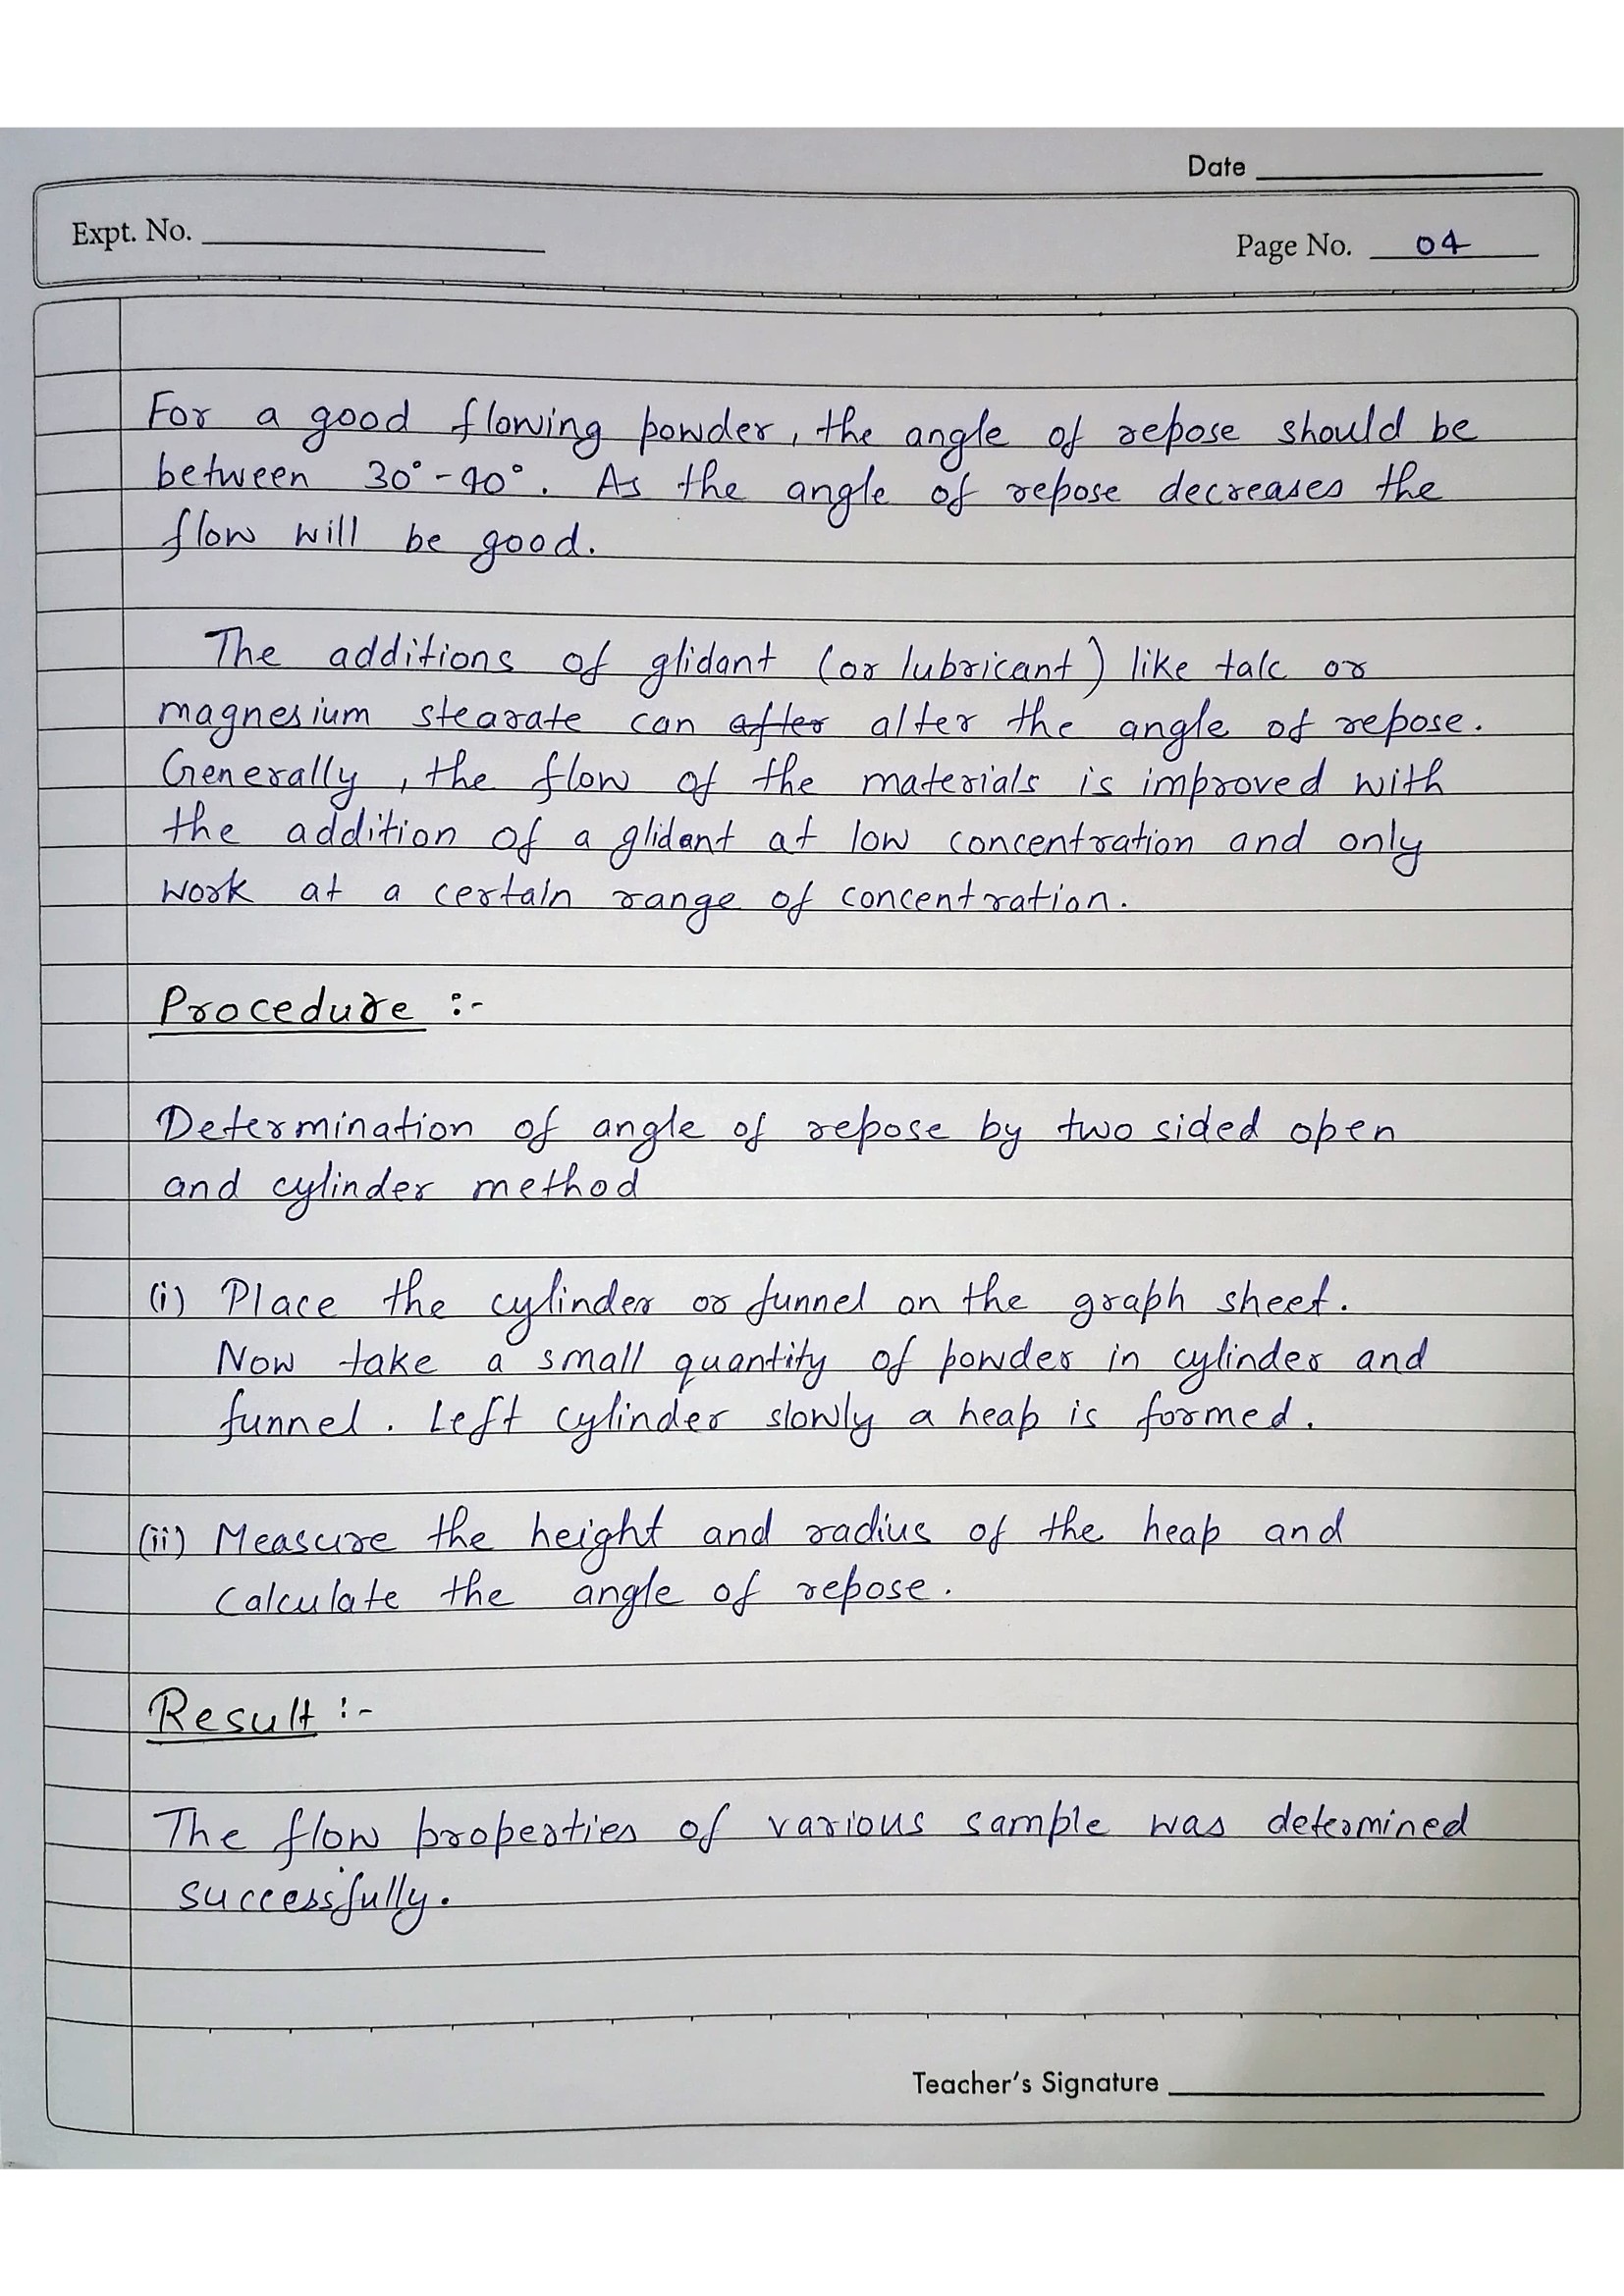 Date
Expt. No.
Page No. 04
For a good flowing powder, the angle of repose should be
between 30°-40°. As the angle of repose decreases the
flow will be good.
The additions of glidant (or lubricant) like talc or
magnesium stearate can after alter the angle of repose.
Generally, the flow of the materials is improved with
the addition of a glidant at low concentration and only
work at a certain range of concentration.
Procedure :-
Determination of angle of repose by two sided open
and cylinder method
(i) Place the cylinder or funnel on the graph sheet.
Now take a small quantity of powder in cylinder and
funnel. Left cylinder slowly a heap is formed.
(ii) Measure the height and radius of the heap and
calculate the angle of repose.
Result :-
The flow properties of various sample was determined
successfully.
Teacher's Signature